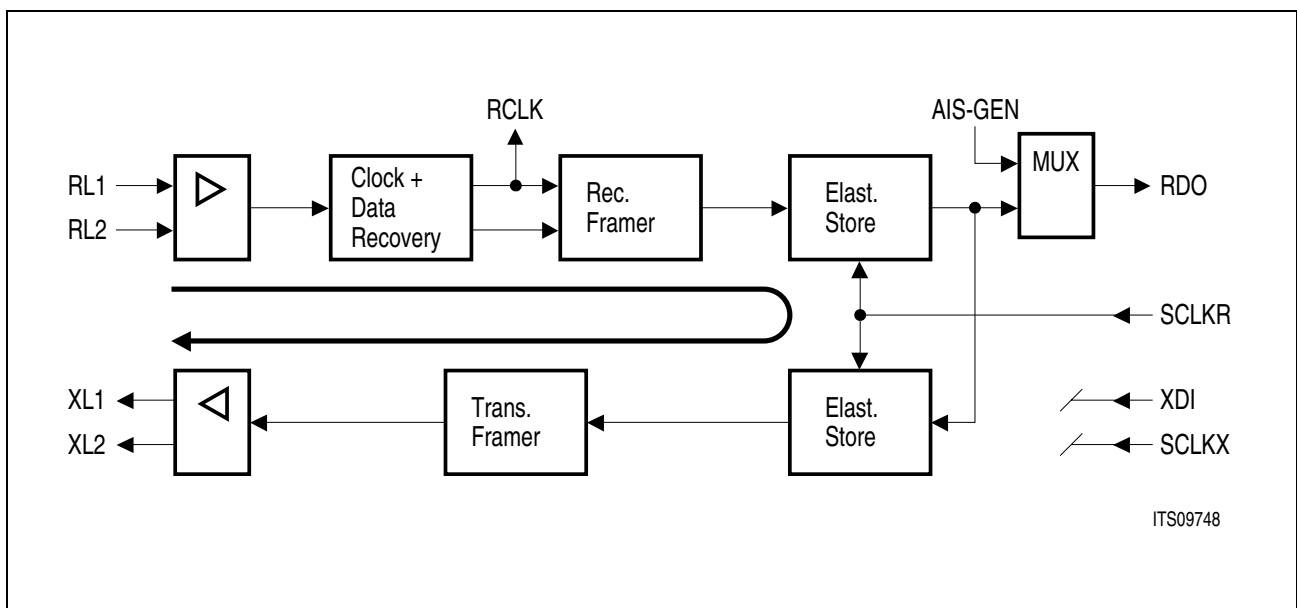 RCLK
AIS-GEN
RL1
RL2
Clock +
Data
Recovery
Rec.
Framer
Elast.
Store
MUX
RDO
SCLKR
XL1
XL2
Trans.
Framer
Elast.
Store
XDI
SCLKX
ITS09748